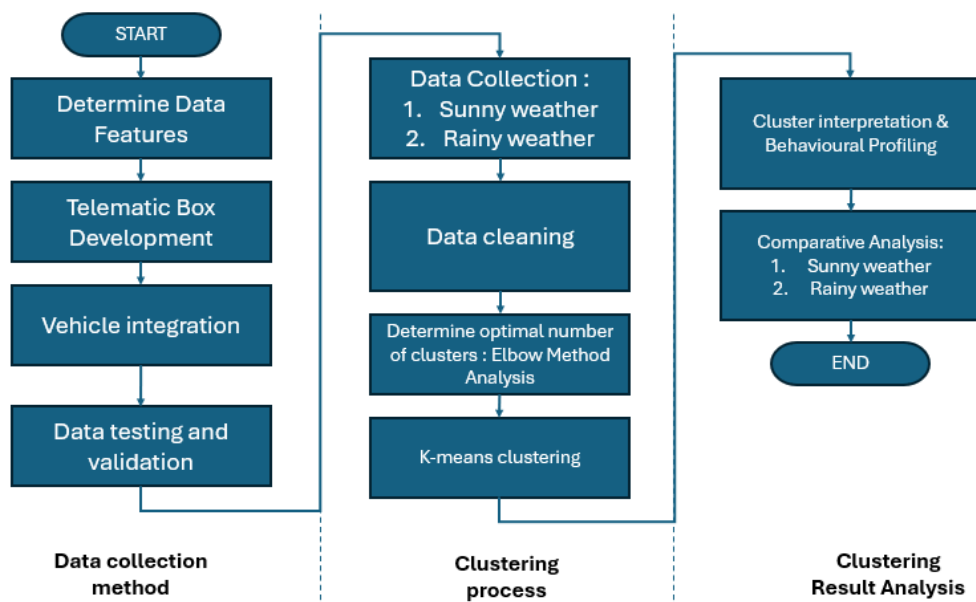 START
Determine Data
Features
Telematic Box
Development
Vehicle integration
Data testing and
validation
Data collection
method
Data Collection :
1. Sunny weather
2. Rainy weather
Data cleaning
Determine optimal number
of clusters : Elbow Method
Analysis
K-means clustering
Clustering
process
Cluster interpretation &
Behavioural Profiling
Comparative Analysis:
1. Sunny weather
2. Rainy weather
END
Clustering
Result Analysis